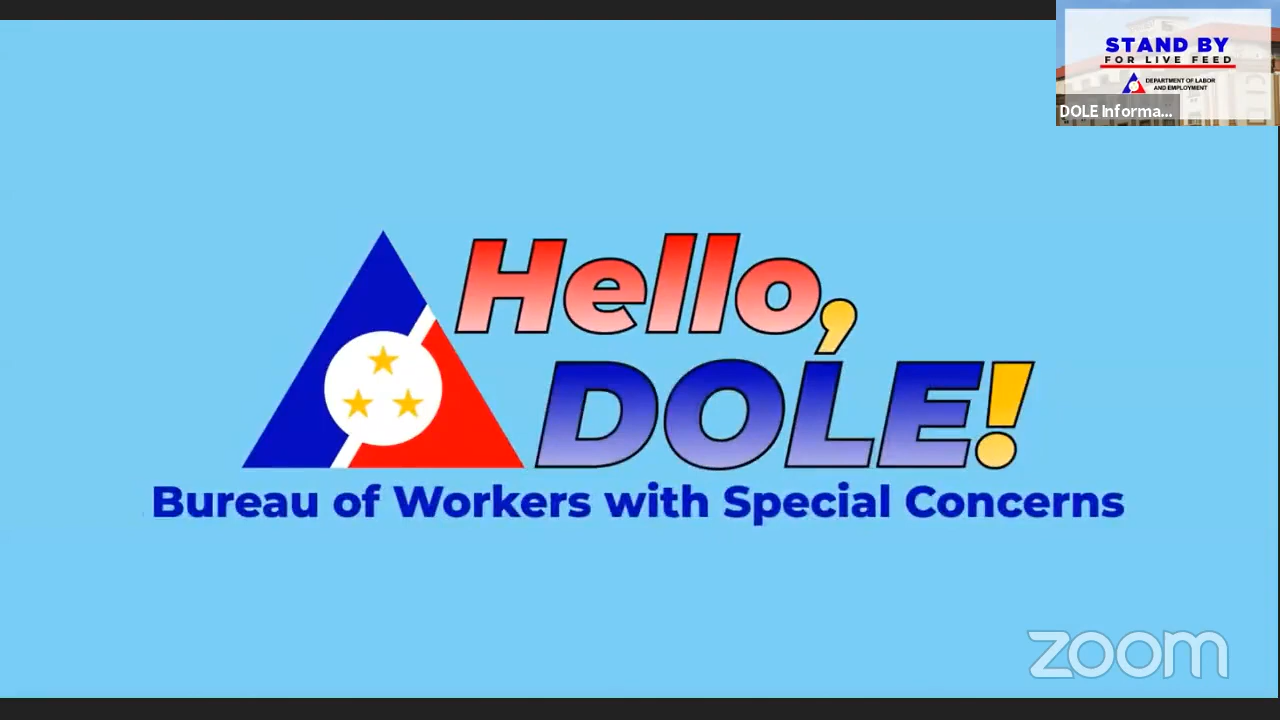 STAND BY
FOR LIVE FEED
DEPARTMENT OF LABOR
AND EMPLOYMENT
DOLE Informa...
Hello,
DOLE!
Bureau of Workers with Special Concerns
zoom